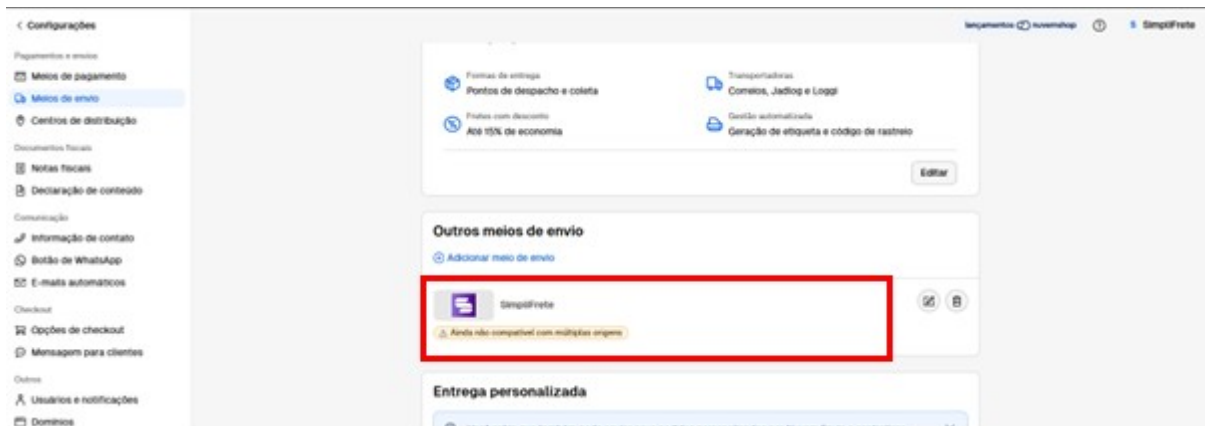 < Configurações
lançamentos nuvemshop
SimpliFrete
Pagamentos e envios
Meios de pagamento
Meios de envio
Centros de distribuição
Documentos fiscais
Notas fiscais
Declaração de conteúdo
Comunicação
Informação de contato
Botão de WhatsApp
E-mails automáticos
Checkout
Opções de checkout
Mensagem para clientes
Outros
Usuários e notificações
Domínios
Formas de entrega
Pontos de despacho e coleta
Transportadoras
Correios, Jadlog e Loggi
Fretes com desconto
Até 15% de economia
Gestão automatizada
Geração de etiqueta e código de rastreio
Editar
Outros meios de envio
Adicionar meio de envio
SimpliFrete
Ainda não compatível com múltiplas origens
Entrega personalizada